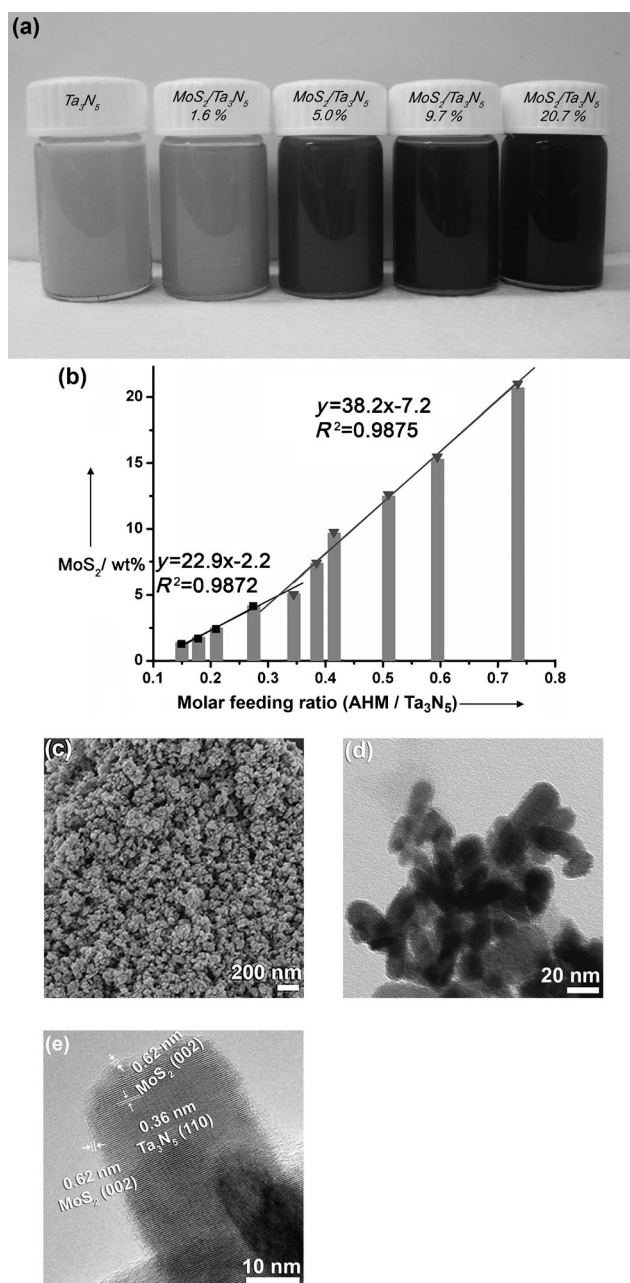 (a)
Ta₃N₅
MoS₂/Ta₃N₅
1.6 %
MoS₂/Ta₃N₅
5.0%
MoS₂/Ta₃N₅
9.7 %
MoS₂/Ta₃N₅
20.7 %
(b)
20
15
10
5
0
MoS₂/ wt%
y=38.2x-7.2
R²=0.9875
y=22.9x-2.2
R²=0.9872
0.1 0.2 0.3 0.4 0.5 0.6 0.7 0.8
Molar feeding ratio (AHM / Ta₃N₅)
(c)
200 nm
(d)
20 nm
(e)
0.62 nm
MoS₂ (002)
0.36 nm
Ta₃N₅ (110)
0.62 nm
MoS₂ (002)
10 nm